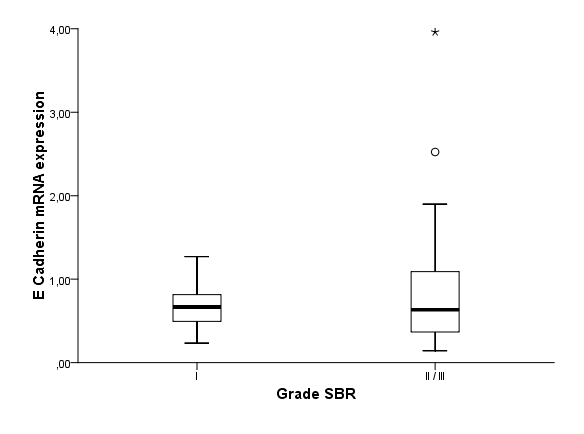 E Cadherin mRNA expression
4,00
3,00
2,00
1,00
,00
I
II / III
Grade SBR